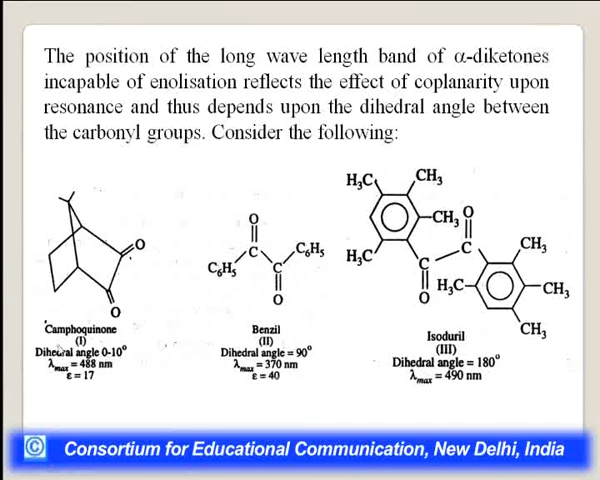 The position of the long wave length band of α-diketones
incapable of enolisation reflects the effect of coplanarity upon
resonance and thus depends upon the dihedral angle between
the carbonyl groups. Consider the following:
O
O
Camphoquinone
(I)
Dihedral angle 0-10°
λmax = 488 nm
ε = 17
O
C
C6H5
C6H5
C
O
Benzil
(II)
Dihedral angle = 90°
λmax = 370 nm
ε = 40
H3C
CH3
CH3
H3C
O
C
C
O
CH3
H3C
CH3
CH3
Isoduril
(III)
Dihedral angle = 180°
λmax = 490 nm
© Consortium for Educational Communication, New Delhi, India